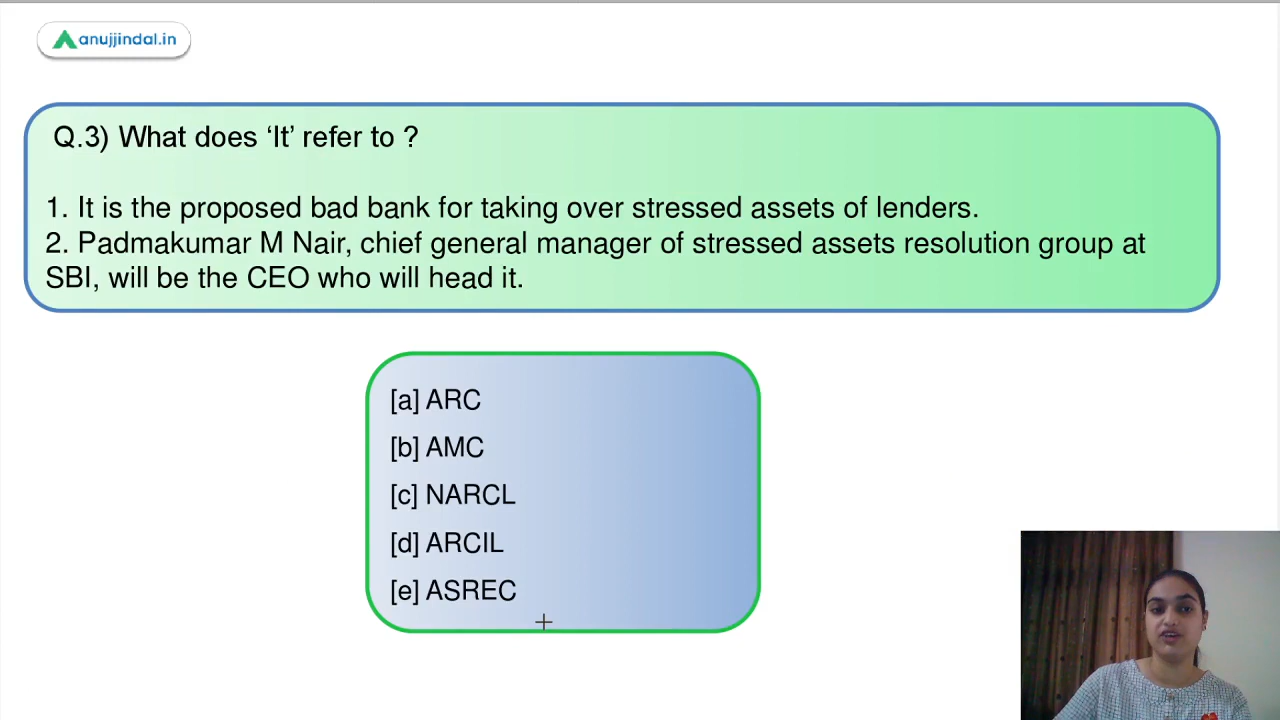 anujjindal.in
Q.3) What does ‘It’ refer to ?
1. It is the proposed bad bank for taking over stressed assets of lenders.
2. Padmakumar M Nair, chief general manager of stressed assets resolution group at
SBI, will be the CEO who will head it.
[a] ARC
[b] AMC
[c] NARCL
[d] ARCIL
[e] ASREC